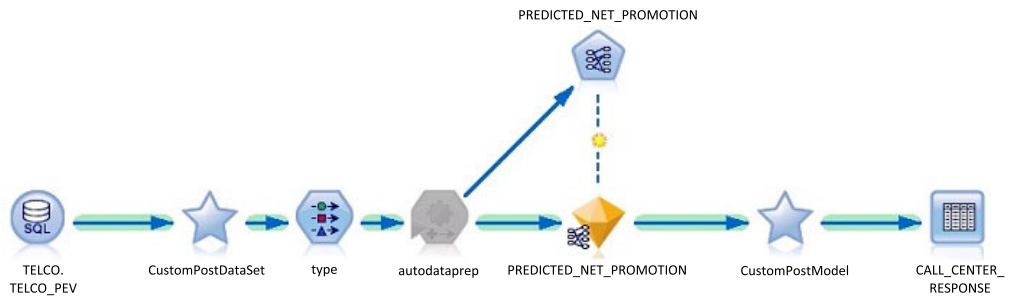 PREDICTED_NET_PROMOTION
SQL
TELCO.
TELCO_PEV
CustomPostDataSet
type
autodataprep
PREDICTED_NET_PROMOTION
CustomPostModel
CALL_CENTER_
RESPONSE